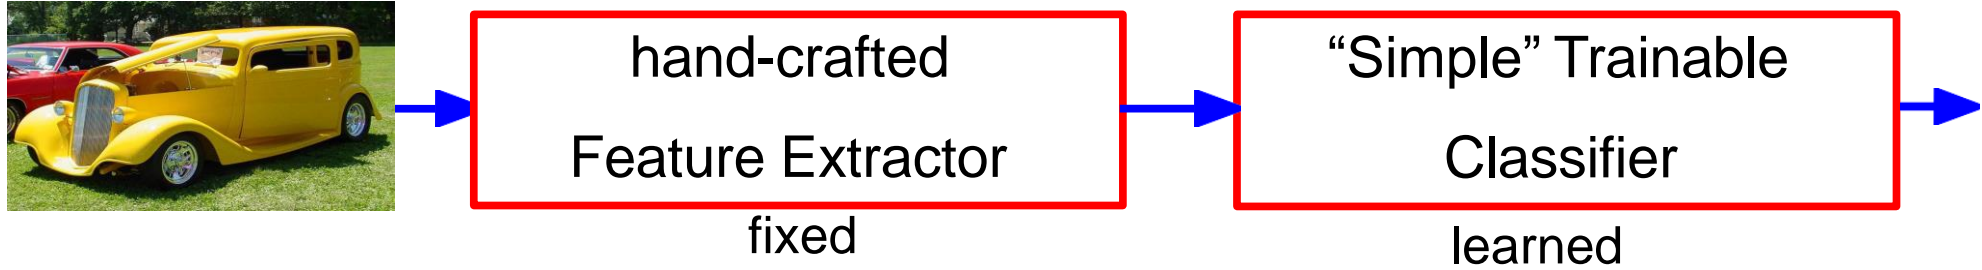 hand-crafted
Feature Extractor
fixed
“Simple” Trainable
Classifier
learned